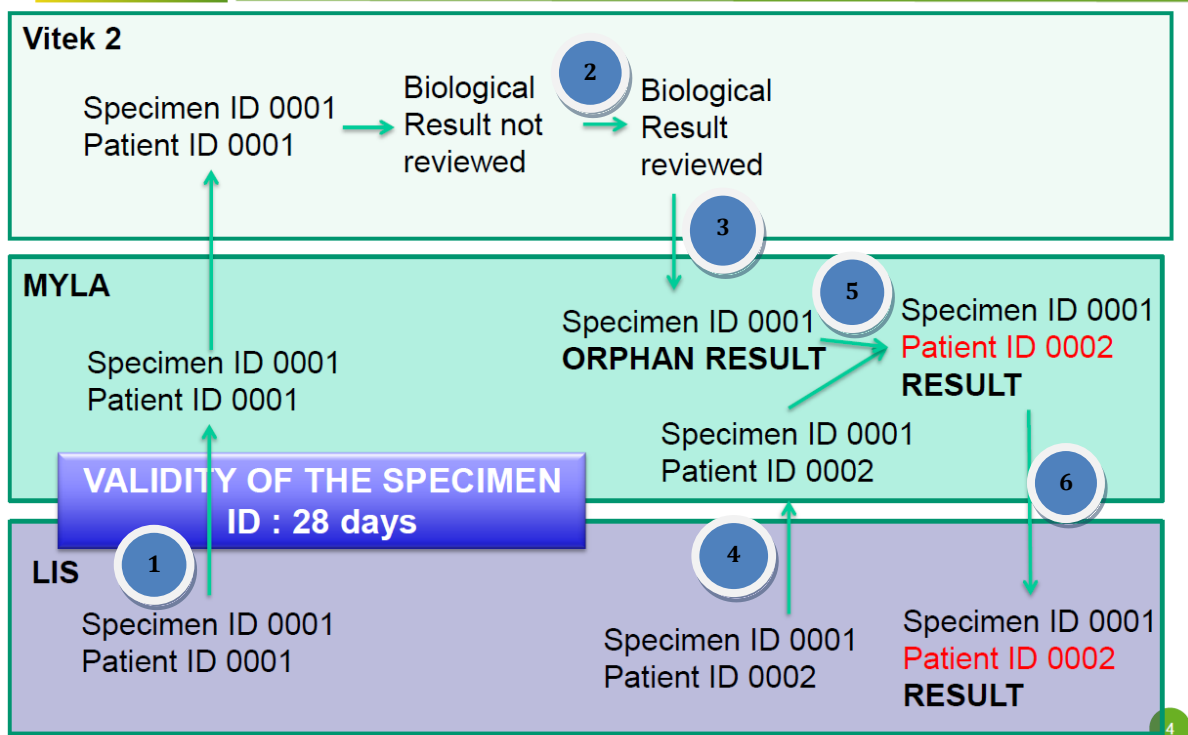 Vitek 2
Specimen ID 0001
Patient ID 0001
Biological
Result not
reviewed
2
Biological
Result
reviewed
3
MYLA
Specimen ID 0001
Patient ID 0001
Specimen ID 0001
ORPHAN RESULT
5
Specimen ID 0001
Patient ID 0002
RESULT
Specimen ID 0001
Patient ID 0002
6
VALIDITY OF THE SPECIMEN
ID : 28 days
LIS
1
Specimen ID 0001
Patient ID 0001
4
Specimen ID 0001
Patient ID 0002
Specimen ID 0001
Patient ID 0002
RESULT
4